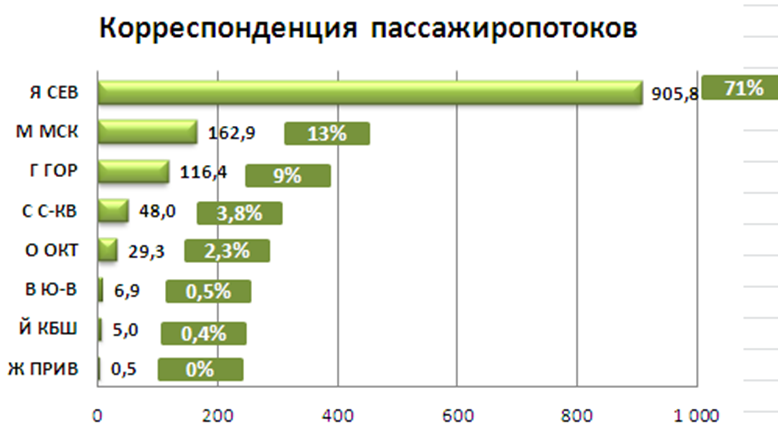 Корреспонденция пассажиропотоков
Я СЕВ 905,8 71%
М МСК 162,9 13%
Г ГОР 116,4 9%
С С-КВ 48,0 3,8%
О ОКТ 29,3 2,3%
В Ю-В 6,9 0,5%
Й КБШ 5,0 0,4%
Ж ПРИВ 0,5 0%
0 200 400 600 800 1 000